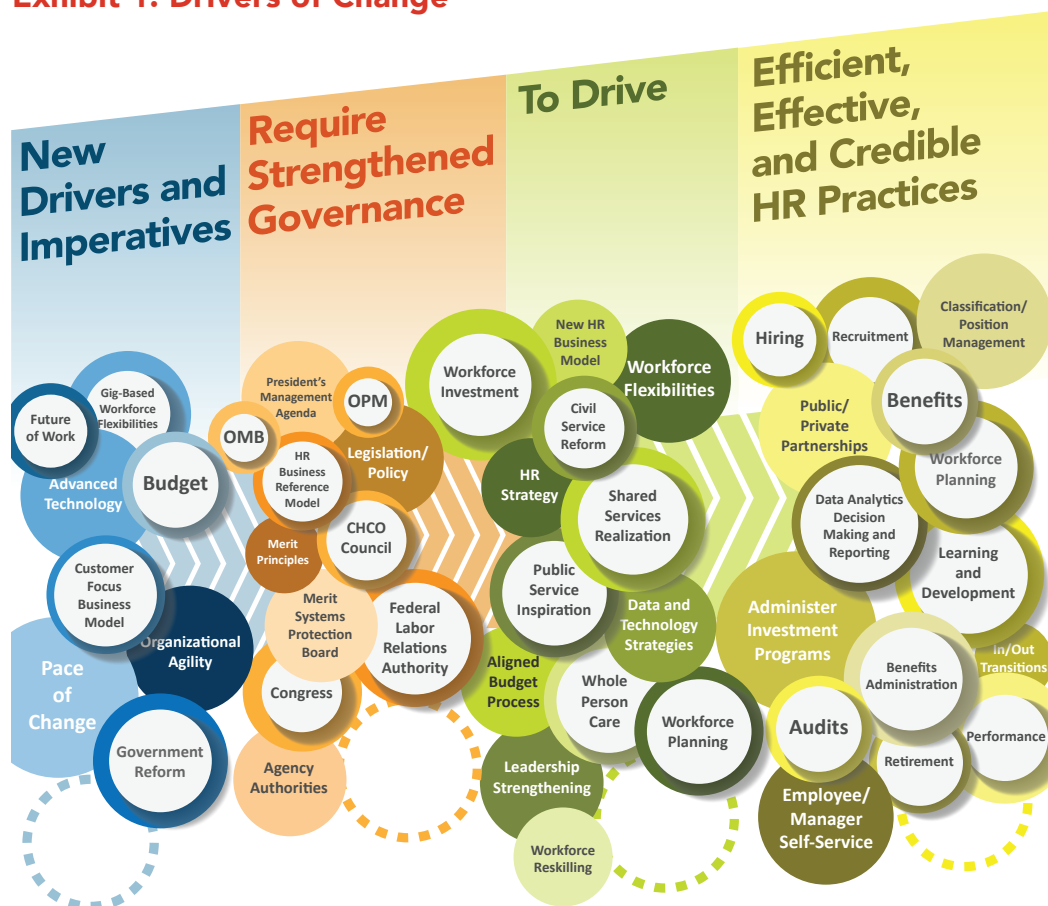 Exhibit 1: Drivers of Change
New
Drivers and
Imperatives
Require
Strengthened
Governance
To Drive
Efficient,
Effective,
and Credible
HR Practices
Gig-Based
Workforce
Flexibilities
Future
of Work
Advanced
Technology
Budget
Customer
Focus
Business
Model
Organizational
Agility
Pace
of
Change
Government
Reform
President's
Management
Agenda
OPM
OMB
HR
Business
Reference
Model
Legislation/
Policy
CHCO
Council
Merit
Principles
Merit
Systems
Protection
Board
Federal
Labor
Relations
Authority
Congress
Agency
Authorities
Workforce
Investment
New HR
Business
Model
Workforce
Flexibilities
Civil
Service
Reform
HR
Strategy
Shared
Services
Realization
Public
Service
Inspiration
Data and
Technology
Strategies
Aligned
Budget
Process
Whole
Person
Care
Workforce
Planning
Leadership
Strengthening
Workforce
Reskilling
Hiring
Recruitment
Classification/
Position
Management
Public/
Private
Partnerships
Benefits
Workforce
Planning
Data Analytics
Decision
Making and
Reporting
Learning
and
Development
Administer
Investment
Programs
In/Out
Transitions
Benefits
Administration
Audits
Performance
Retirement
Employee/
Manager
Self-Service